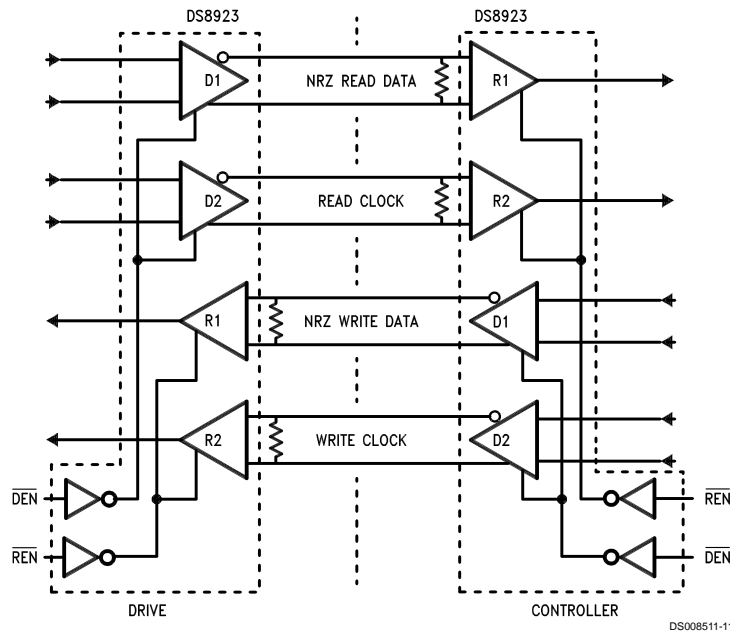 DS8923 DS8923
D1 NRZ READ DATA R1
D2 READ CLOCK R2
R1 NRZ WRITE DATA D1
R2 WRITE CLOCK D2
DEN REN
REN DEN
DRIVE CONTROLLER
DS008511-11